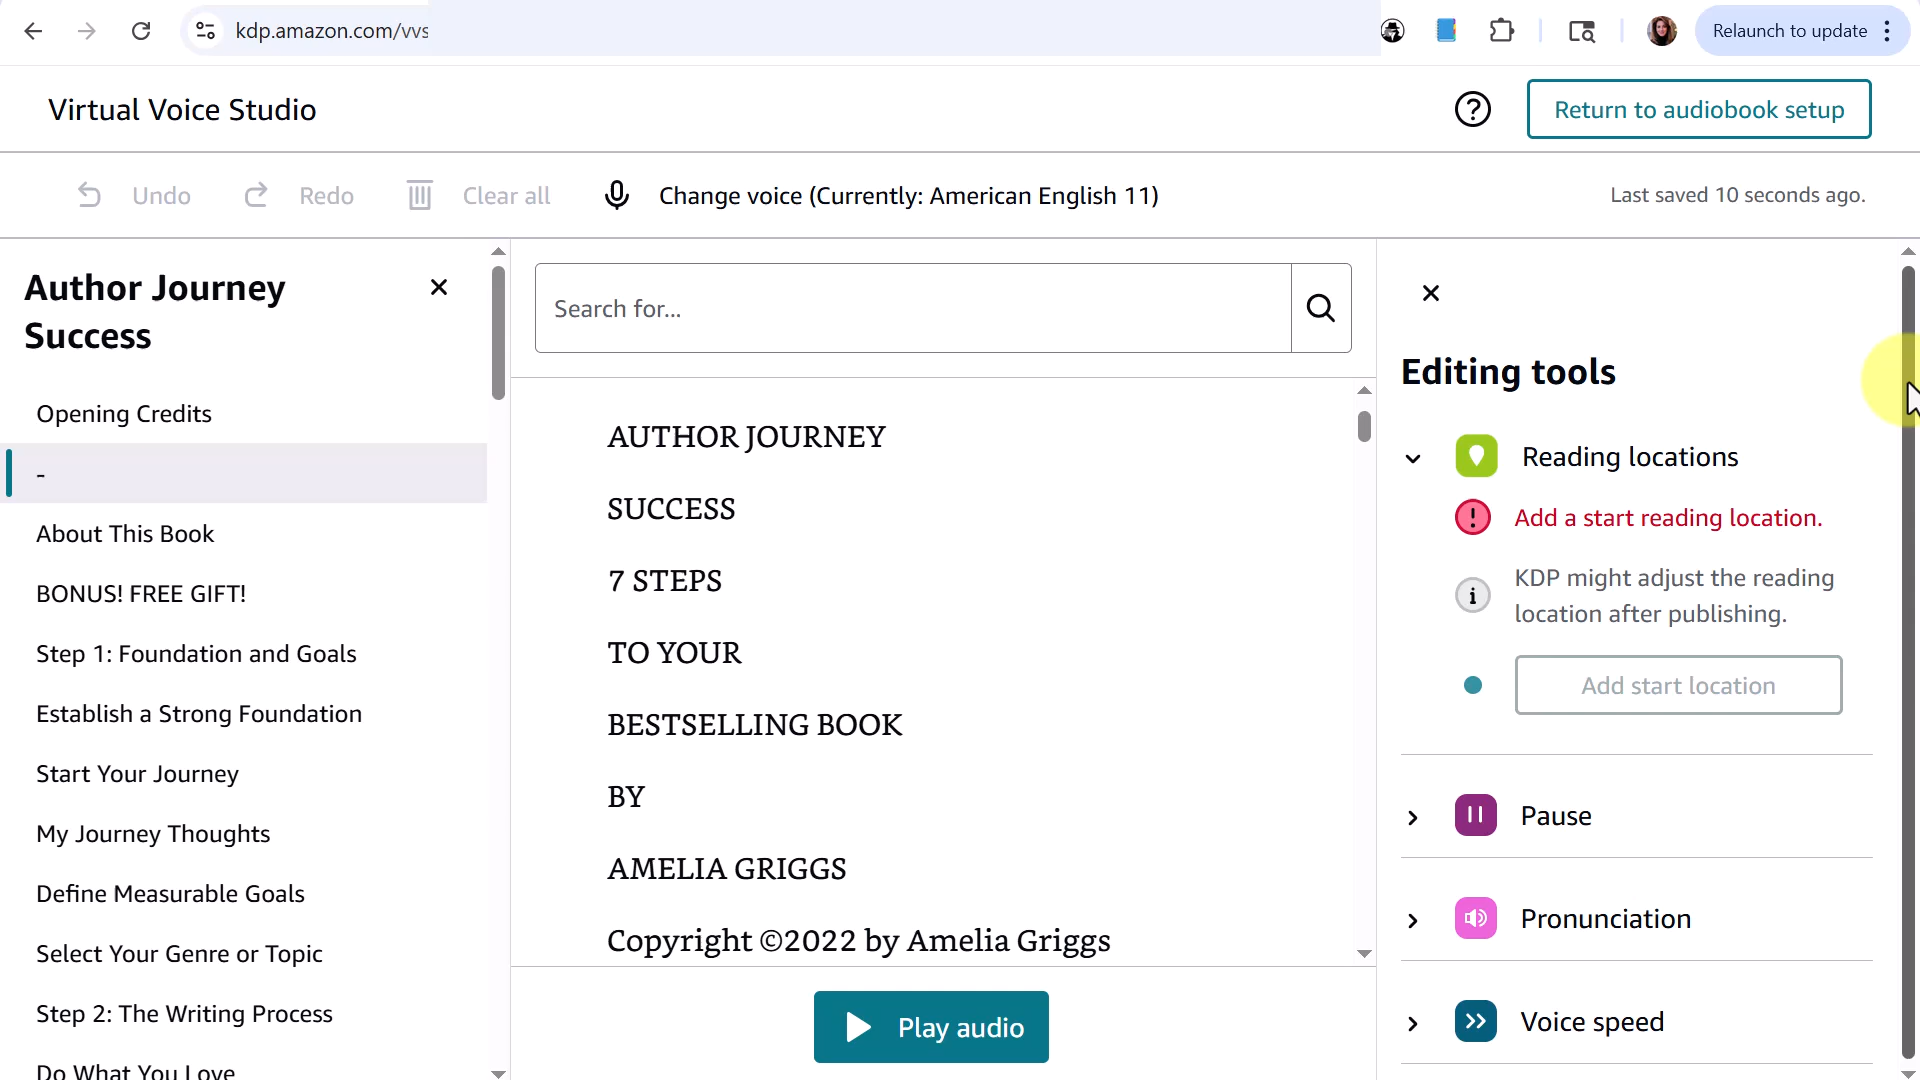 kdp.amazon.com/vvs
Relaunch to update
Virtual Voice Studio
Return to audiobook setup
Undo
Redo
Clear all
Change voice (Currently: American English 11)
Last saved 10 seconds ago.
Author Journey
Success
Opening Credits
-
About This Book
BONUS! FREE GIFT!
Step 1: Foundation and Goals
Establish a Strong Foundation
Start Your Journey
My Journey Thoughts
Define Measurable Goals
Select Your Genre or Topic
Step 2: The Writing Process
Do What You Love
Search for...
AUTHOR JOURNEY
SUCCESS
7 STEPS
TO YOUR
BESTSELLING BOOK
BY
AMELIA GRIGGS
Copyright ©2022 by Amelia Griggs
Play audio
Editing tools
Reading locations
Add a start reading location.
KDP might adjust the reading
location after publishing.
Add start location
Pause
Pronunciation
Voice speed